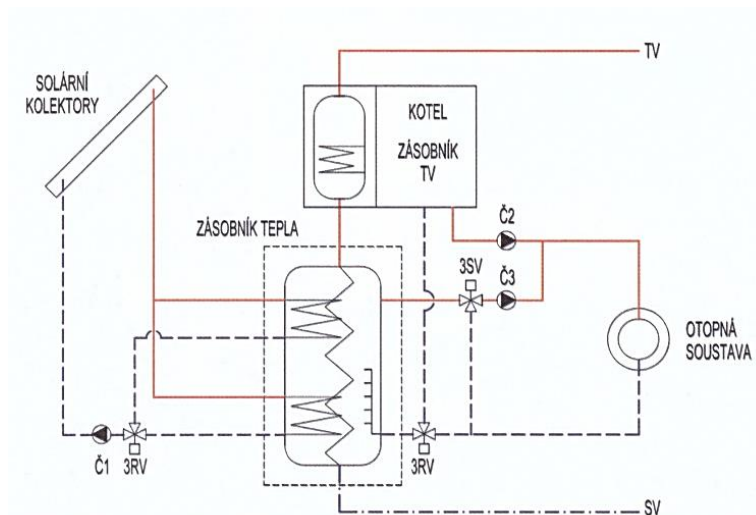 TV
SOLÁRNÍ
KOLEKTORY
KOTEL
ZÁSOBNÍK
TV
ZÁSOBNÍK TEPLA
Č2
3SV
Č3
OTOPNÁ
SOUSTAVA
Č1
3RV
3RV
SV